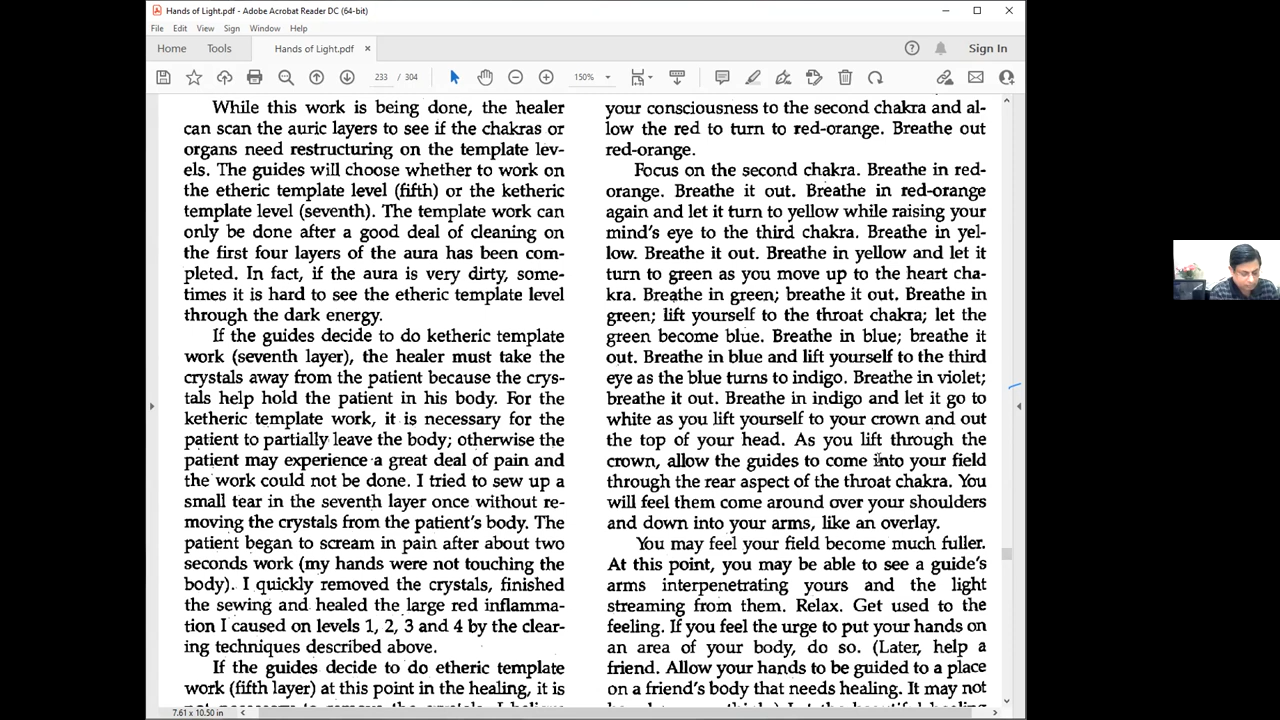 Hands of Light.pdf - Adobe Acrobat Reader DC (64-bit)
File Edit View Sign Window Help
Home Tools Hands of Light.pdf × Sign In
233 / 304 150%
While this work is being done, the healer
can scan the auric layers to see if the chakras or
organs need restructuring on the template lev-
els. The guides will choose whether to work on
the etheric template level (fifth) or the ketheric
template level (seventh). The template work can
only be done after a good deal of cleaning on
the first four layers of the aura has been com-
pleted. In fact, if the aura is very dirty, some-
times it is hard to see the etheric template level
through the dark energy.
If the guides decide to do ketheric template
work (seventh layer), the healer must take the
crystals away from the patient because the crys-
tals help hold the patient in his body. For the
ketheric template work, it is necessary for the
patient to partially leave the body; otherwise the
patient may experience a great deal of pain and
the work could not be done. I tried to sew up a
small tear in the seventh layer once without re-
moving the crystals from the patient's body. The
patient began to scream in pain after about two
seconds work (my hands were not touching the
body). I quickly removed the crystals, finished
the sewing and healed the large red inflamma-
tion I caused on levels 1, 2, 3 and 4 by the clear-
ing techniques described above.
If the guides decide to do etheric template
work (fifth layer) at this point in the healing, it is
your consciousness to the second chakra and al-
low the red to turn to red-orange. Breathe out
red-orange.
Focus on the second chakra. Breathe in red-
orange. Breathe it out. Breathe in red-orange
again and let it turn to yellow while raising your
mind's eye to the third chakra. Breathe in yel-
low. Breathe it out. Breathe in yellow and let it
turn to green as you move up to the heart cha-
kra. Breathe in green; breathe it out. Breathe in
green; lift yourself to the throat chakra; let the
green become blue. Breathe in blue; breathe it
out. Breathe in blue and lift yourself to the third
eye as the blue turns to indigo. Breathe in violet;
breathe it out. Breathe in indigo and let it go to
white as you lift yourself to your crown and out
the top of your head. As you lift through the
crown, allow the guides to come into your field
through the rear aspect of the throat chakra. You
will feel them come around over your shoulders
and down into your arms, like an overlay.
You may feel your field become much fuller.
At this point, you may be able to see a guide's
arms interpenetrating yours and the light
streaming from them. Relax. Get used to the
feeling. If you feel the urge to put your hands on
an area of your body, do so. (Later, help a
friend. Allow your hands to be guided to a place
on a friend's body that needs healing. It may not
7.61 x 10.50 in